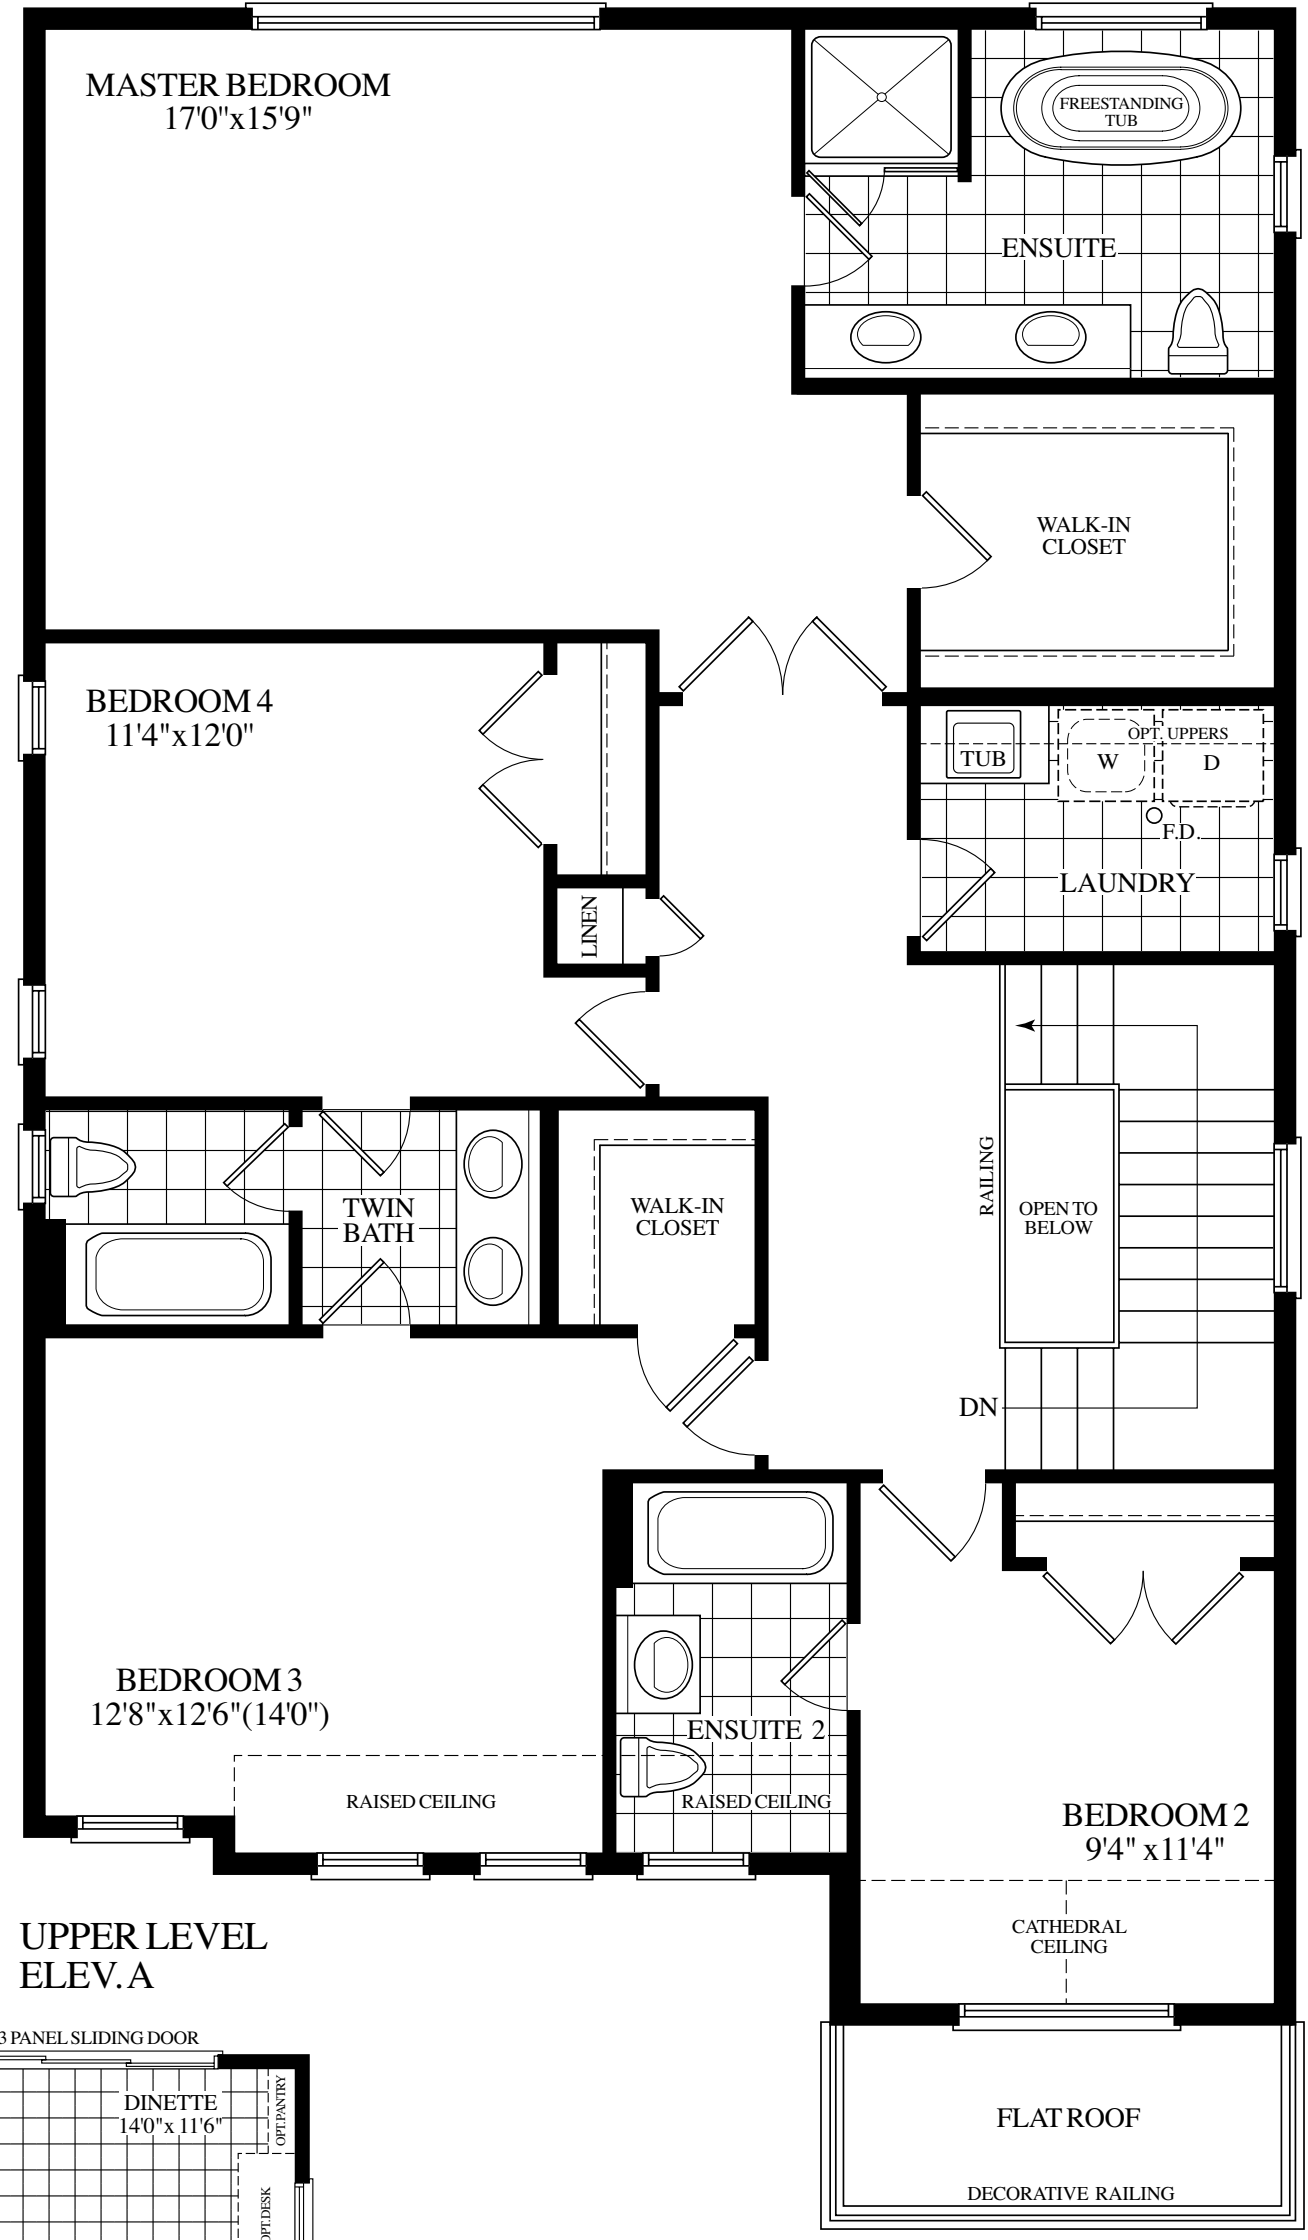 MASTER BEDROOM
17'0"x15'9"
FREESTANDING
TUB
ENSUITE
WALK-IN
CLOSET
BEDROOM 4
11'4"x12'0"
OPT. UPPERS
TUB
W
D
F.D.
LAUNDRY
LINEN
TWIN
BATH
WALK-IN
CLOSET
RAILING
OPEN TO
BELOW
DN
BEDROOM 3
12'8"x12'6"(14'0")
RAISED CEILING
ENSUITE 2
RAISED CEILING
BEDROOM 2
9'4" x11'4"
CATHEDRAL
CEILING
UPPER LEVEL
ELEV. A
3 PANEL SLIDING DOOR
DINETTE
14'0"x 11'6"
OPT.PANTRY
OPT.DESK
FLAT ROOF
DECORATIVE RAILING